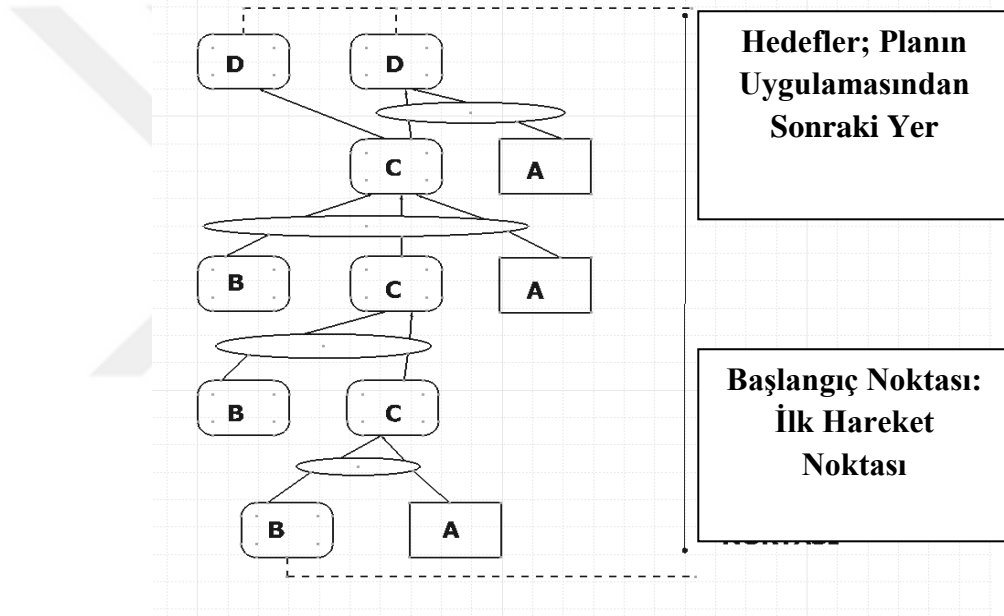 D
D
C
A
B
C
A
B
C
B
A
Hedefler; Planın
Uygulamasından
Sonraki Yer
Başlangıç Noktası:
İlk Hareket
Noktası